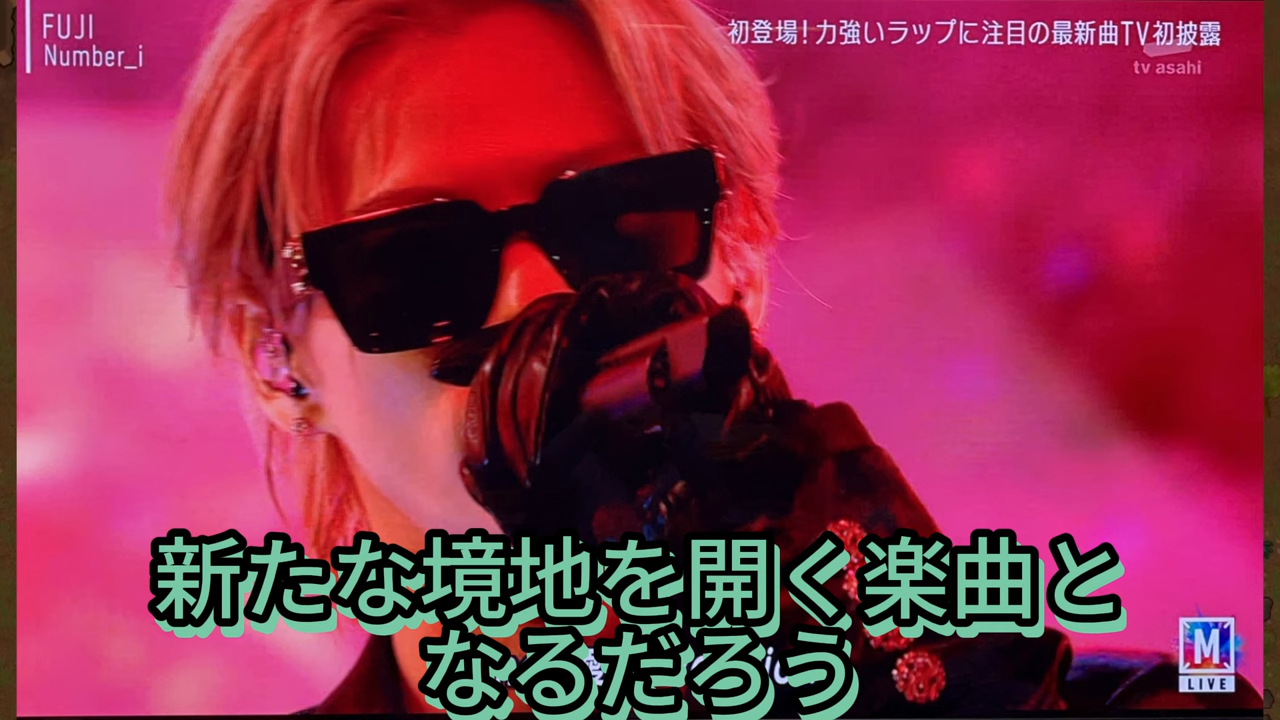 FUJI
Number_i
初登場!力強いラップに注目の最新曲TV初披露
tv asahi
新たな境地を開く楽曲と
なるだろう
M
LIVE